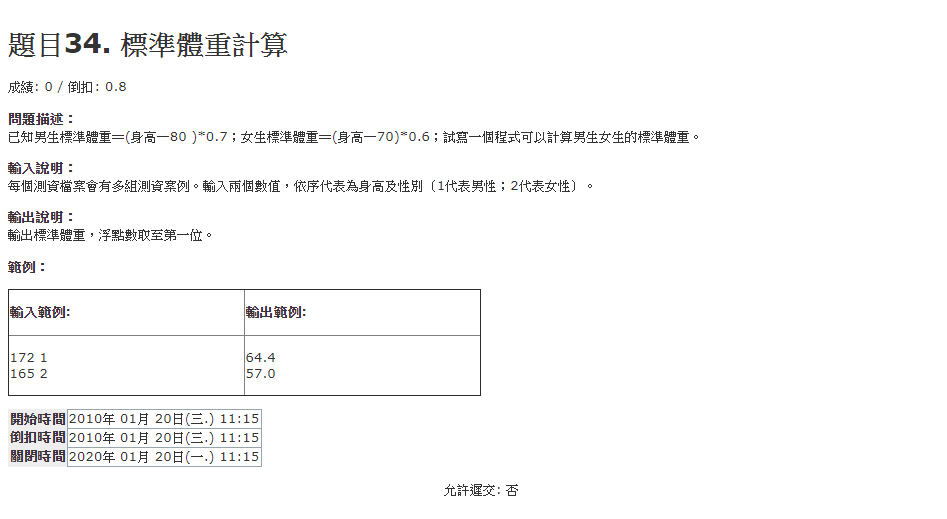 題目34. 標準體重計算
成績: 0 / 倒扣: 0.8
問題描述：
已知男生標準體重＝(身高－80 )*0.7；女生標準體重＝(身高－70)*0.6；試寫一個程式可以計算男生女生的標準體重。
輸入說明：
每個測資檔案會有多組測資案例。輸入兩個數值，依序代表為身高及性別〔1代表男性；2代表女性〕。
輸出說明：
輸出標準體重，浮點數取至第一位。
範例：
輸入範例: 輸出範例:
172 1 64.4
165 2 57.0
開始時間 2010年 01月 20日(三.) 11:15
倒扣時間 2010年 01月 20日(三.) 11:15
關閉時間 2020年 01月 20日(一.) 11:15
允許遲交: 否